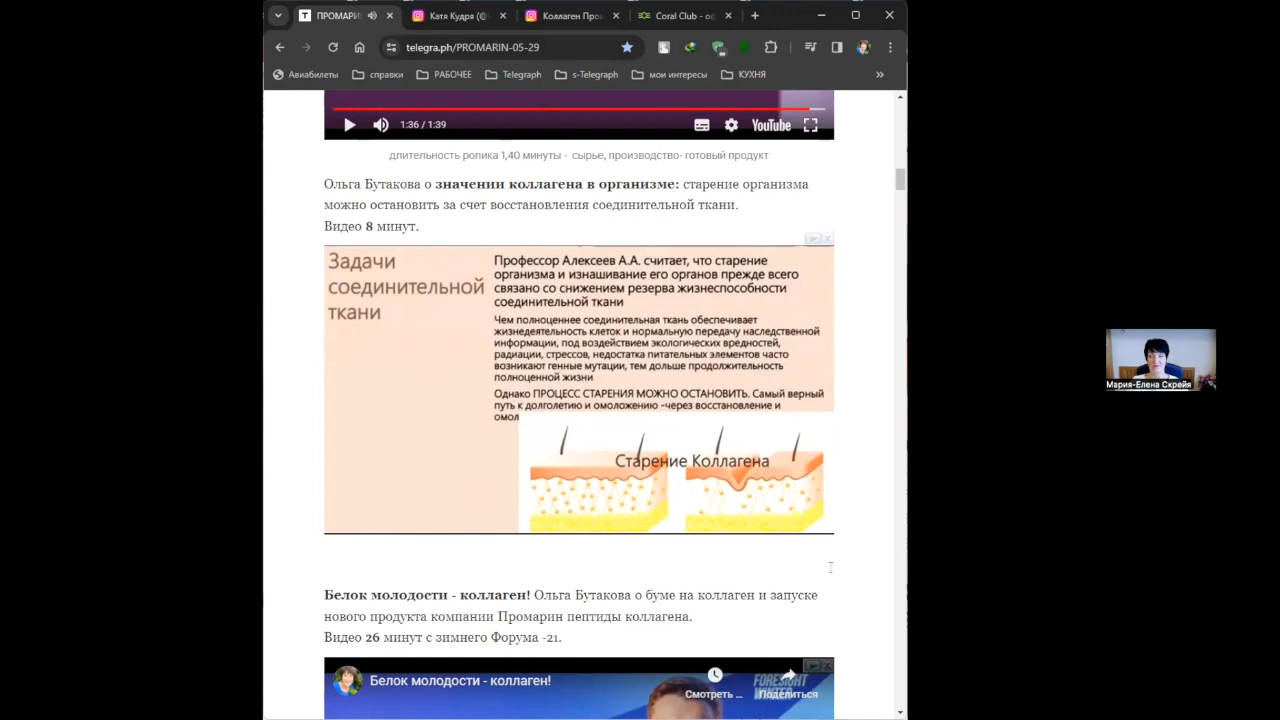 ПРОМАРИН
Катя Кудря (@
Коллаген Про
Coral Club – о
telegra.ph/PROMARIN-05-29
Авиабилеты
справки
РАБОЧЕЕ
Telegraph
s-Telegraph
мои интересы
КУХНЯ
1:36 / 1:39
YouTube
длительность ролика 1,40 минуты - сырье, производство- готовый продукт
Ольга Бутакова о значении коллагена в организме: старение организма
можно остановить за счет восстановления соединительной ткани.
Видео 8 минут.
Задачи
соединительной
ткани
Профессор Алексеев А.А. считает, что старение
организма и изнашивание его органов прежде всего
связано со снижением резерва жизнеспособности
соединительной ткани
Чем полноценнее соединительная ткань обеспечивает
жизнедеятельность клеток и нормальную передачу наследственной
информации, под воздействием экологических вредностей,
радиации, стрессов, недостатка питательных элементов часто
возникают генные мутации, тем дольше продолжительность
полноценной жизни
Однако ПРОЦЕСС СТАРЕНИЯ МОЖНО ОСТАНОВИТЬ. Самый верный
путь к долголетию и омоложению -через восстановление и
омол
Старение Коллагена
Белок молодости - коллаген! Ольга Бутакова о буме на коллаген и запуске
нового продукта компании Промарин пептиды коллагена.
Видео 26 минут с зимнего Форума -21.
Белок молодости - коллаген!
Смотреть ...
Поделиться
FORESIGHT
WINTER
Мария-Елена Скрейя